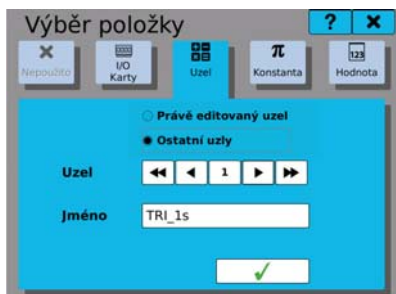 Výběr položky
? ×
Nepoužito
I/O Karty
Uzel
π Konstanta
123 Hodnota
Právě editovaný uzel
Ostatní uzly
Uzel 1
Jméno TRI_1s